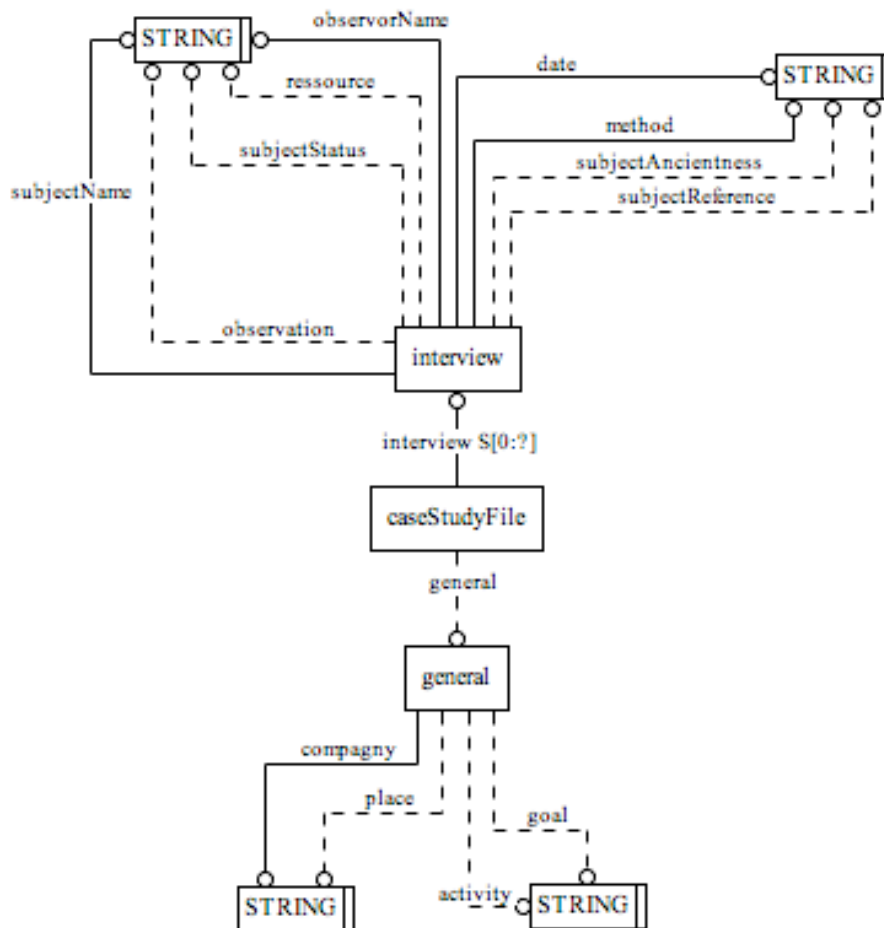 observorName
STRING
date
STRING
ressource
method
subjectStatus
subjectAncientness
subjectName
subjectReference
observation
interview
interview S[0:?]
caseStudyFile
general
general
compagny
place
goal
activity
STRING
STRING